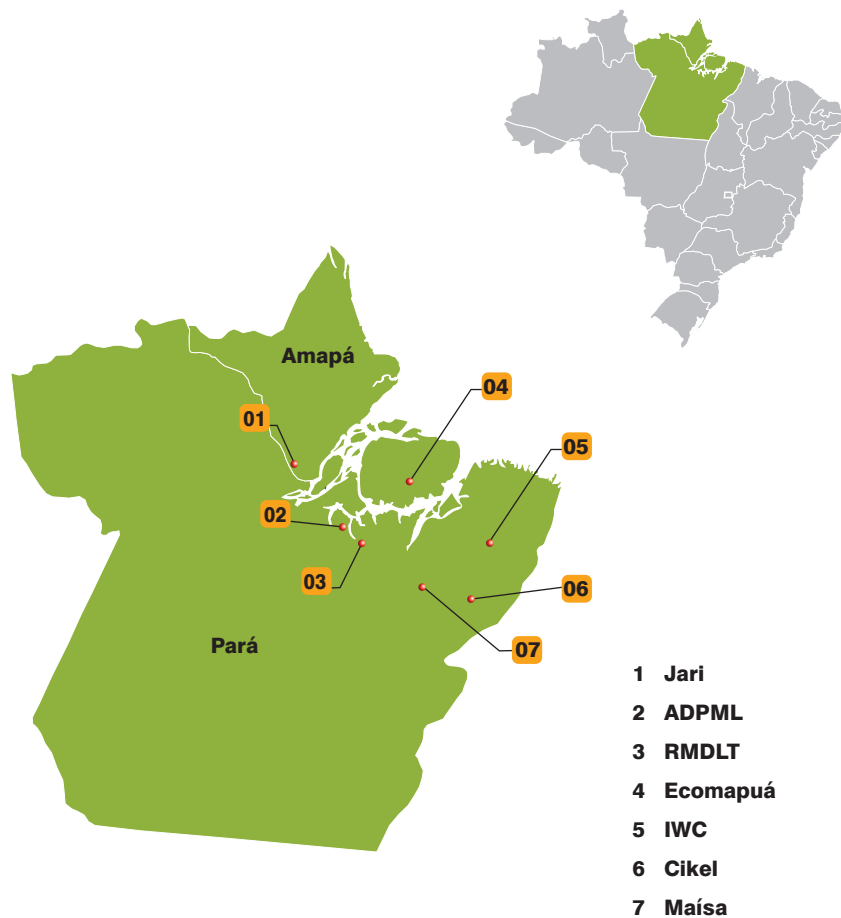 Amapá
04
01
05
02
03
06
Pará
07
1 Jari
2 ADPML
3 RMDLT
4 Ecomapuá
5 IWC
6 Cikel
7 Maísa